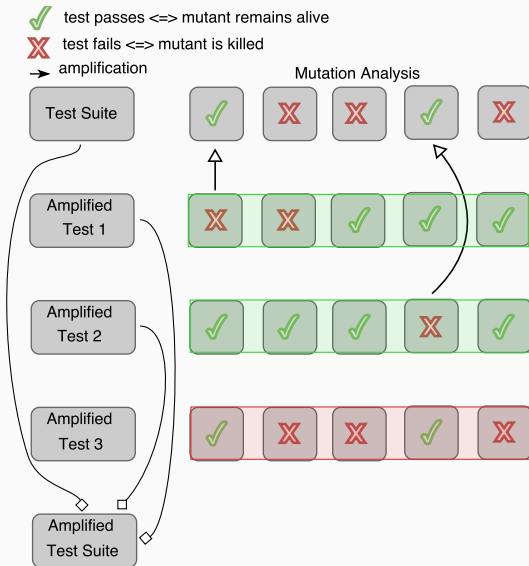 test passes <=> mutant remains alive
test fails <=> mutant is killed
amplification
Mutation Analysis
Test Suite
Amplified
Test 1
Amplified
Test 2
Amplified
Test 3
Amplified
Test Suite